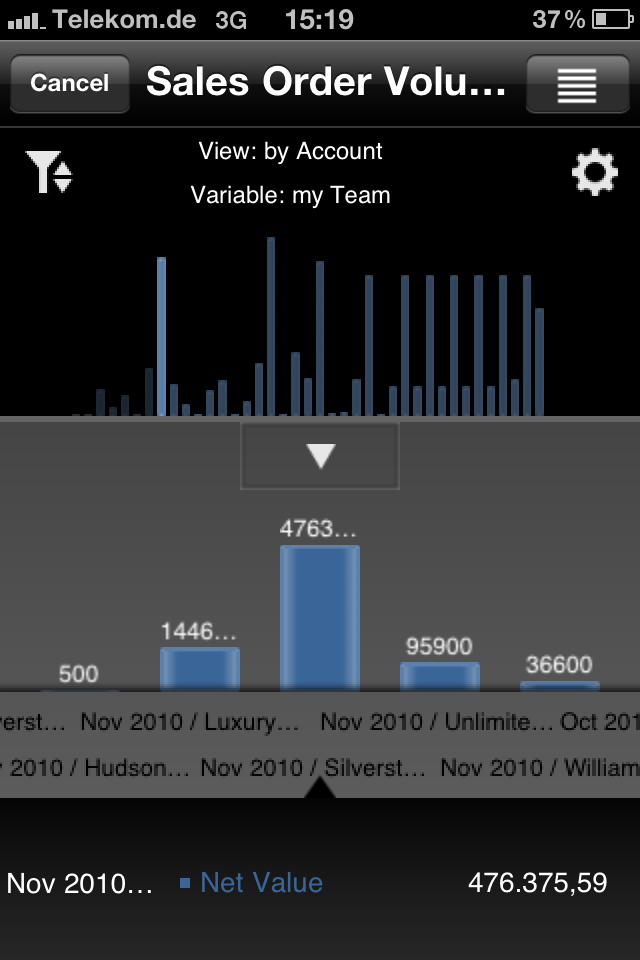 Telekom.de 3G 15:19 37%
Cancel Sales Order Volu...
View: by Account
Variable: my Team
4763...
1446...
95900
36600
500
verst... Nov 2010 / Luxury... Nov 2010 / Unlimite... Oct 201
2010 / Hudson... Nov 2010 / Silverst... Nov 2010 / William
Nov 2010... Net Value 476.375,59